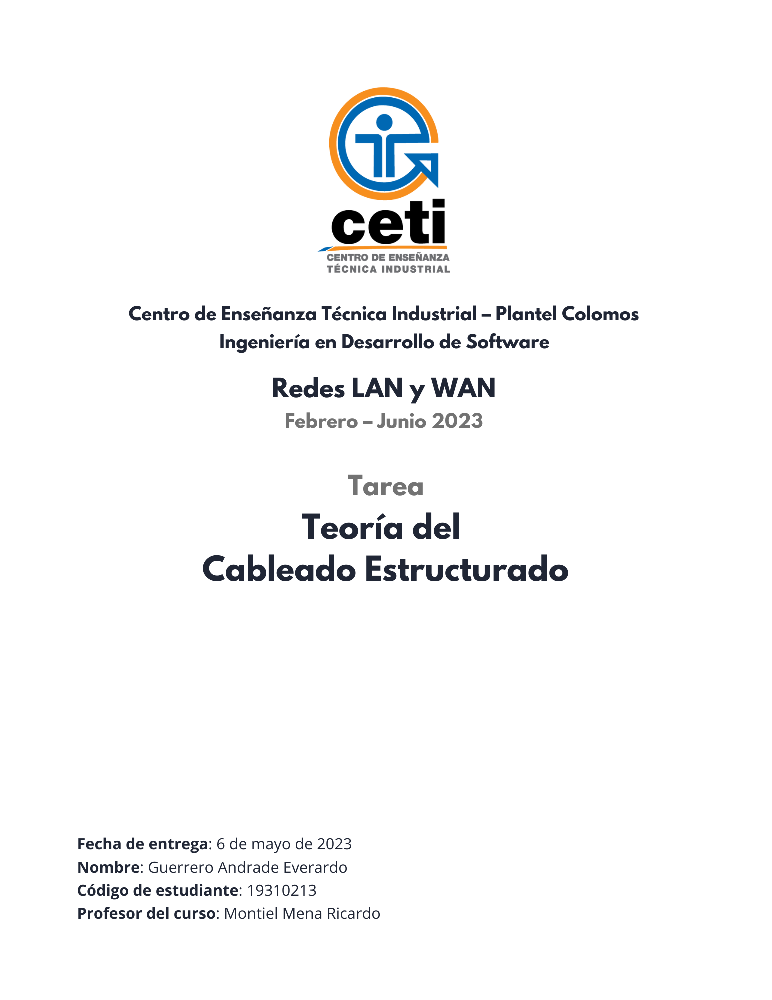 ceti
CENTRO DE ENSEÑANZA
TÉCNICA INDUSTRIAL
Centro de Enseñanza Técnica Industrial – Plantel Colomos
Ingeniería en Desarrollo de Software
Redes LAN y WAN
Febrero – Junio 2023
Tarea
Teoría del
Cableado Estructurado
Fecha de entrega: 6 de mayo de 2023
Nombre: Guerrero Andrade Everardo
Código de estudiante: 19310213
Profesor del curso: Montiel Mena Ricardo